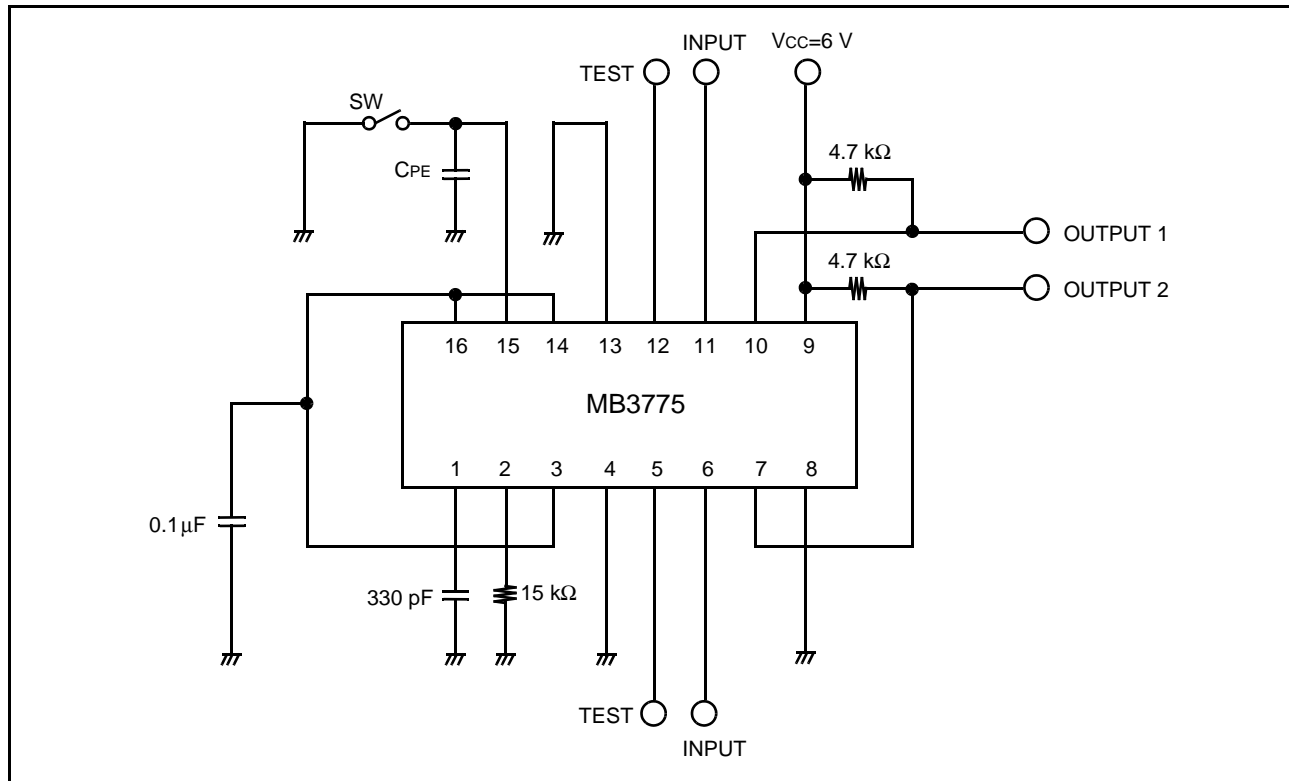 INPUT
VCC=6 V
TEST
SW
4.7 kΩ
CPE
OUTPUT 1
4.7 kΩ
OUTPUT 2
16 15 14 13 12 11 10 9
MB3775
1 2 3 4 5 6 7 8
0.1 μF
330 pF
15 kΩ
TEST
INPUT